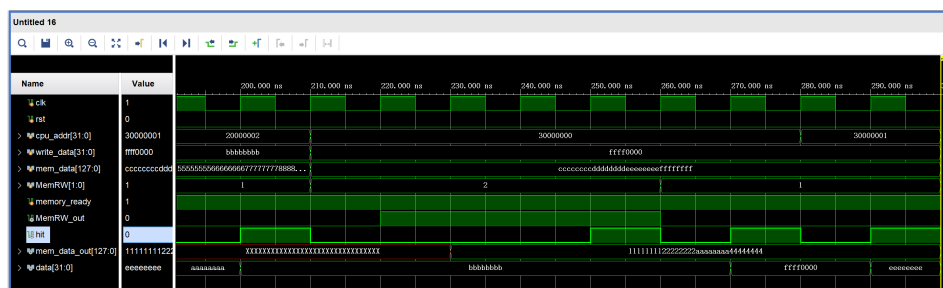 Untitled 16
Name Value
200.000 ns 210.000 ns 220.000 ns 230.000 ns 240.000 ns 250.000 ns 260.000 ns 270.000 ns 280.000 ns 290.000 ns
clk 1
rst 0
cpu_addr[31:0] 30000001 20000002 30000000 30000001
write_data[31:0] ffff0000 bbbbbbbb ffff0000
mem_data[127:0] ccccccccddd 5555555566666666777777778888... ccccccccddddddddeeeeeeeeffffffff
MemRW[1:0] 1 1 2 1
memory_ready 1
MemRW_out 0
hit 0
mem_data_out[127:0] 11111111222 XXXXXXXXXXXXXXXXXXXXXXXXXXXXXXXX 1111111122222222aaaaaaaa44444444
data[31:0] eeeeeeee aaaaaaaa bbbbbbbb ffff0000 eeeeeeee